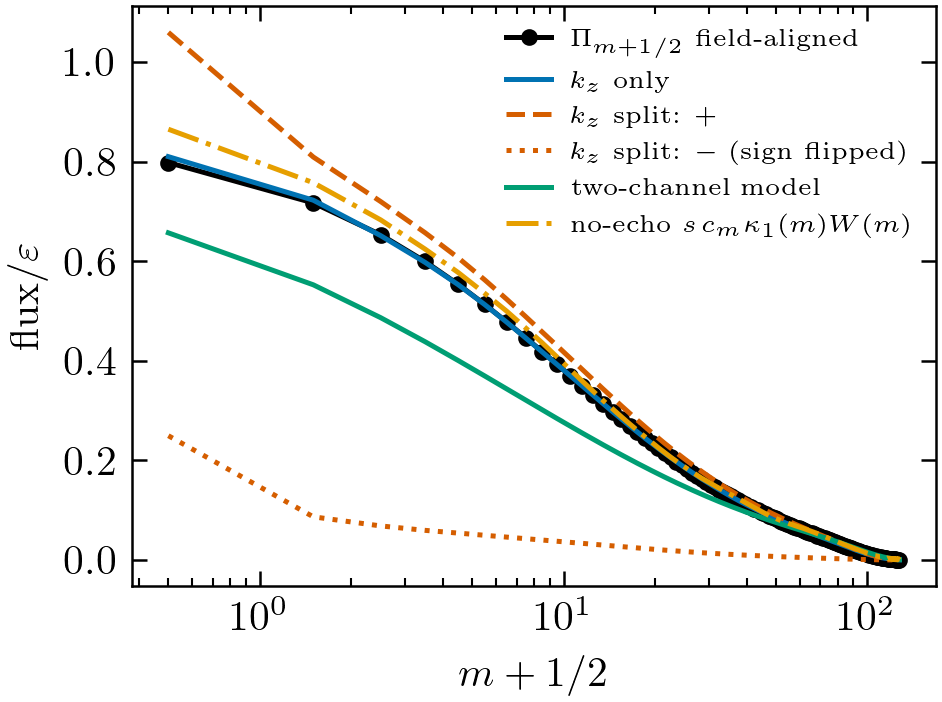 Π_{m+1/2} field-aligned
k_z only
k_z split: +
k_z split: − (sign flipped)
two-channel model
no-echo s c_m κ_1(m)W(m)
flux/ε
1.0
0.8
0.6
0.4
0.2
0.0
10^0 10^1 10^2
m + 1/2